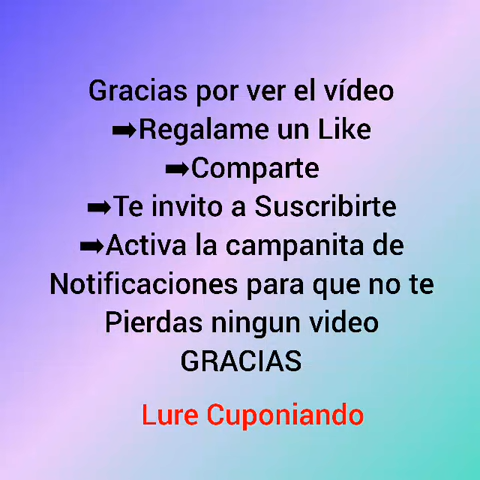 Gracias por ver el vídeo
➡Regalame un Like
➡Comparte
➡Te invito a Suscribirte
➡Activa la campanita de
Notificaciones para que no te
Pierdas ningun video
GRACIAS
Lure Cuponiando